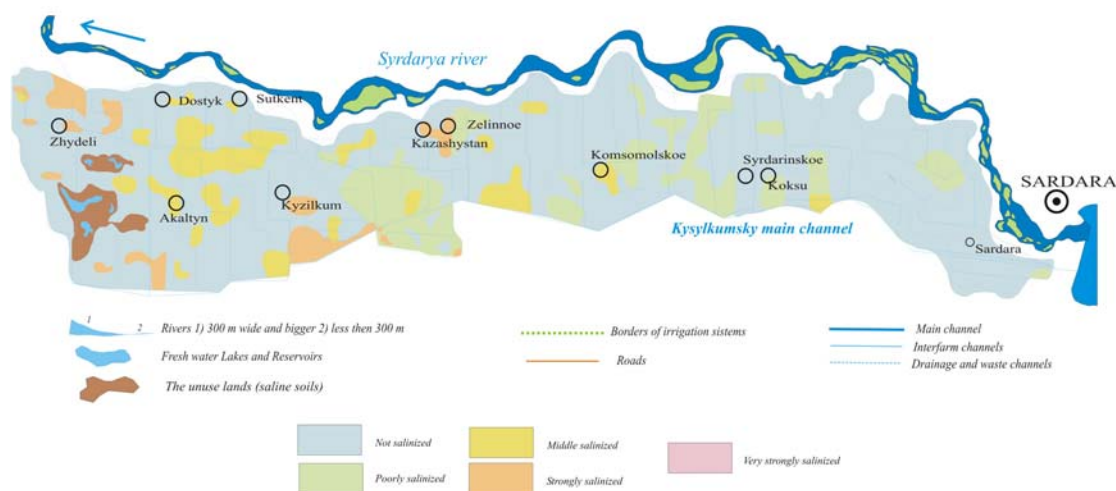 Syrdarya river
Dostyk
Sutkent
Zhydeli
Zelinnoe
Kazashystan
Komsomolskoe
Syrdarinskoe
Koksu
SARDARA
Akaltyn
Kyzilkum
Kysylkumsky main channel
Sardara
1
2
Rivers 1) 300 m wide and bigger 2) less then 300 m
Fresh water Lakes and Reservoirs
The unuse lands (saline soils)
Borders of irrigation sistems
Roads
Main channel
Interfarm channels
Drainage and waste channels
Not salinized
Poorly salinized
Middle salinized
Strongly salinized
Very strongly salinized